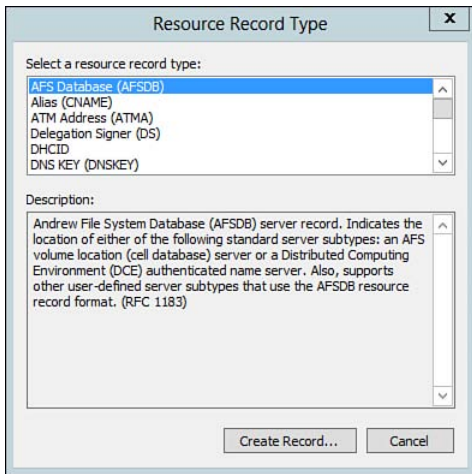 Resource Record Type
x
Select a resource record type:
AFS Database (AFSDB)
Alias (CNAME)
ATM Address (ATMA)
Delegation Signer (DS)
DHCID
DNS KEY (DNSKEY)
Description:
Andrew File System Database (AFSDB) server record. Indicates the
location of either of the following standard server subtypes: an AFS
volume location (cell database) server or a Distributed Computing
Environment (DCE) authenticated name server. Also, supports
other user-defined server subtypes that use the AFSDB resource
record format. (RFC 1183)
Create Record... Cancel